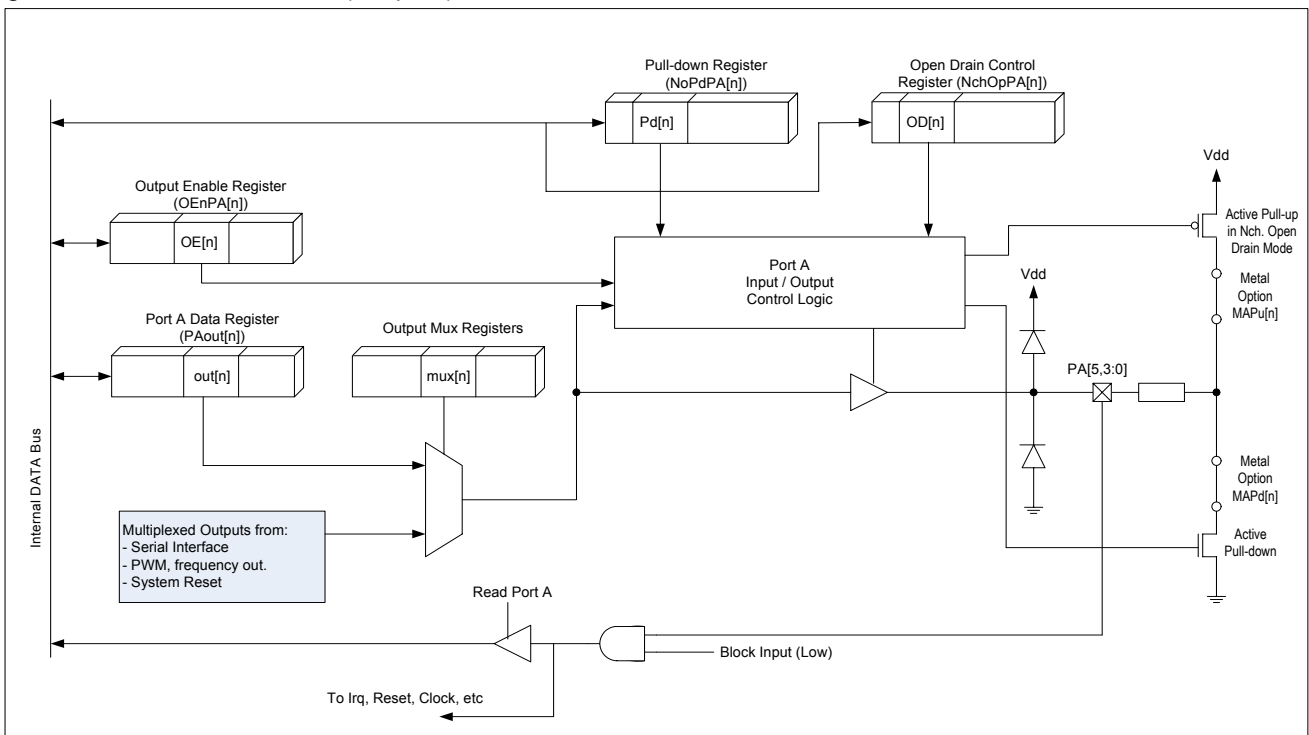 Pull-down Register
(NoPdPA[n])
Open Drain Control
Register (NchOpPA[n])
Pd[n]
OD[n]
Vdd
Output Enable Register
(OEnPA[n])
OE[n]
Active Pull-up
in Nch. Open
Drain Mode
Port A
Input / Output
Control Logic
Vdd
Metal
Option
MAPu[n]
Port A Data Register
(PAout[n])
Output Mux Registers
out[n]
mux[n]
PA[5,3:0]
Metal
Option
MAPd[n]
Internal DATA Bus
Multiplexed Outputs from:
- Serial Interface
- PWM, frequency out.
- System Reset
Active
Pull-down
Read Port A
Block Input (Low)
To Irq, Reset, Clock, etc